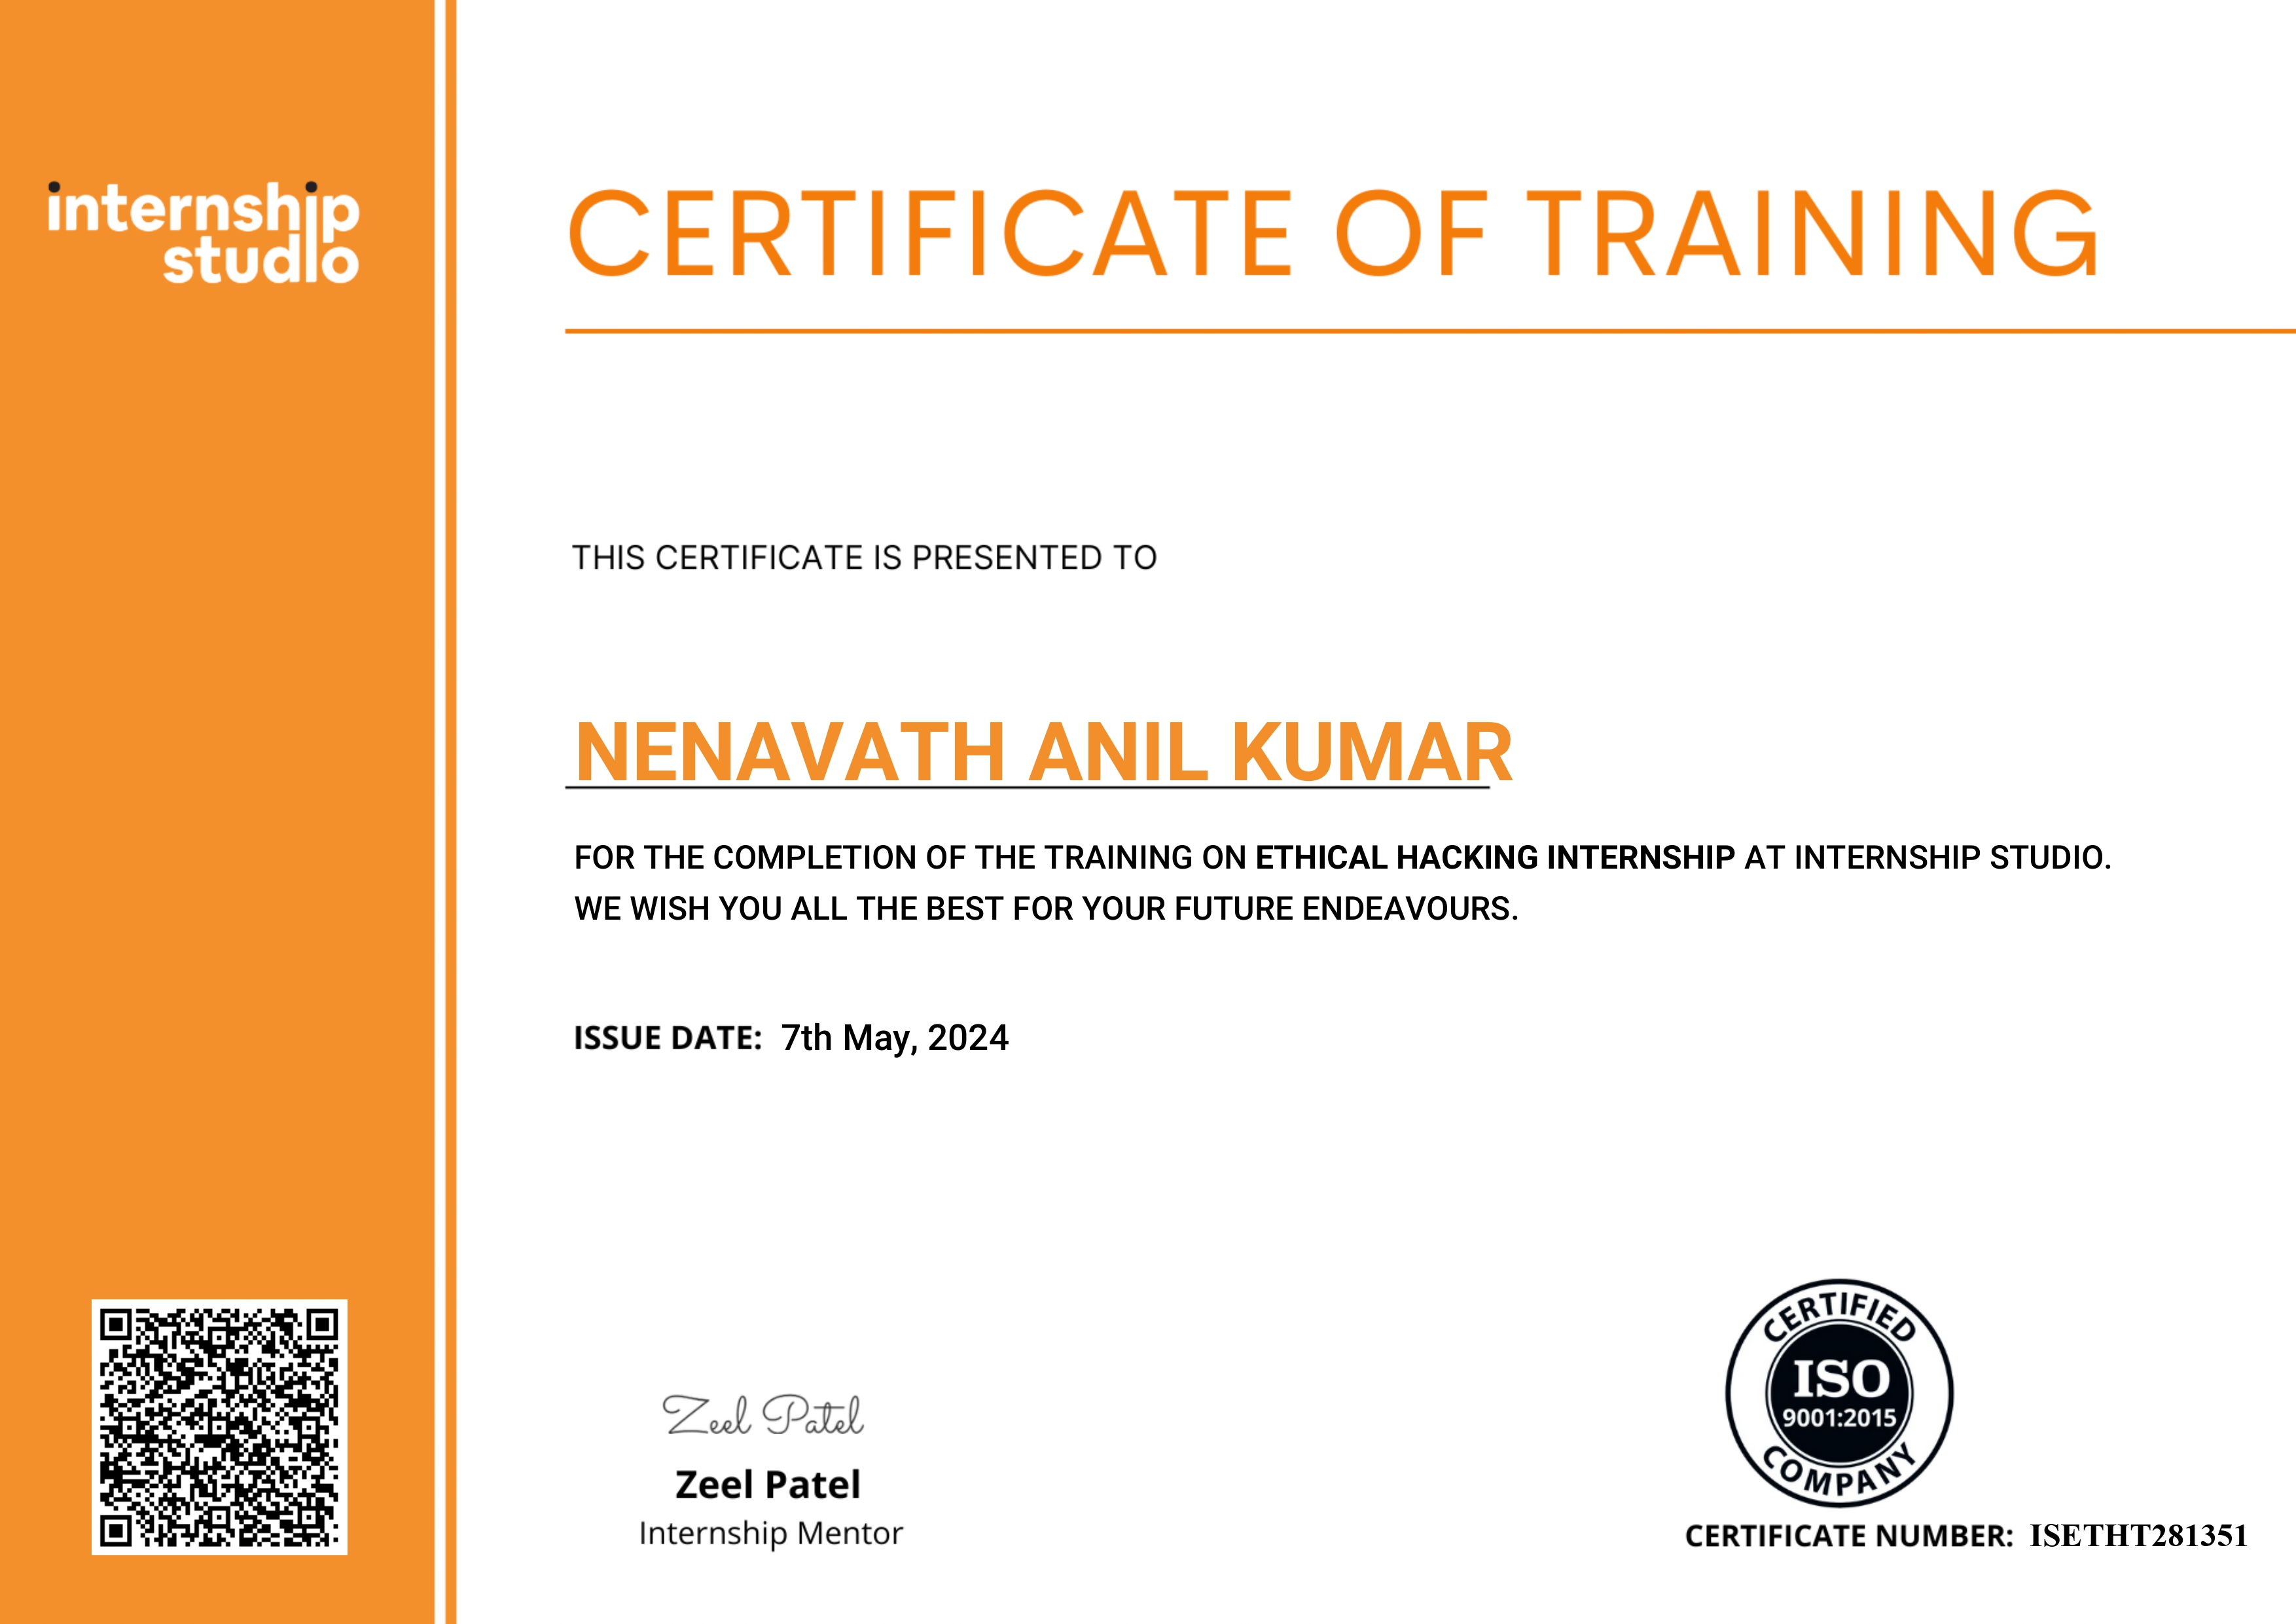 internship
studio
CERTIFICATE OF TRAINING
THIS CERTIFICATE IS PRESENTED TO
NENAVATH ANIL KUMAR
FOR THE COMPLETION OF THE TRAINING ON ETHICAL HACKING INTERNSHIP AT INTERNSHIP STUDIO.
WE WISH YOU ALL THE BEST FOR YOUR FUTURE ENDEAVOURS.
ISSUE DATE: 7th May, 2024
Zeel Patel
Zeel Patel
Internship Mentor
CERTIFIED
ISO
9001:2015
COMPANY
CERTIFICATE NUMBER: ISETHT281351